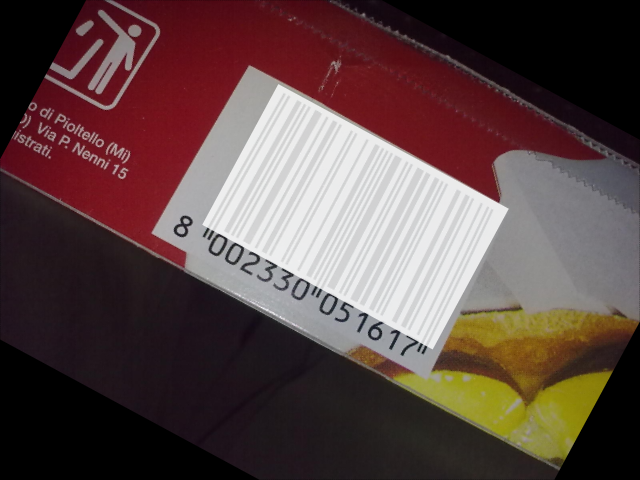 o di Pioltello (Mi)
Via P. Nenni 15
istrati.
8 "002330"051617"